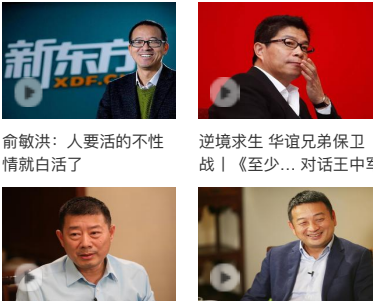 新东方
XDF.C
俞敏洪：人要活的不性
情就白活了
逆境求生 华谊兄弟保卫
战丨《至少... 对话王中军